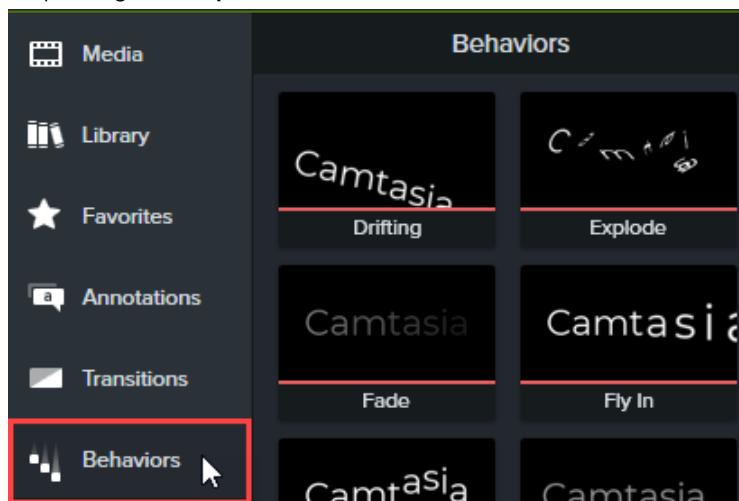 Media
Library
Favorites
Annotations
Transitions
Behaviors
Behaviors
Camtasia
Drifting
Explode
Camtasia
Fade
Camtasia
Fly In
Camtasia
Camtasia